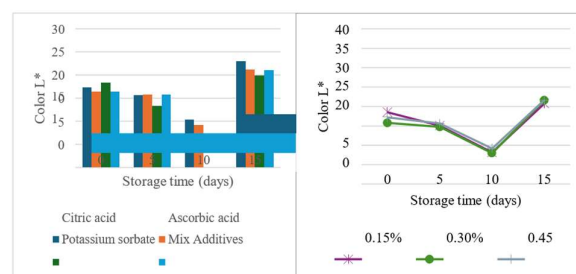 30
25
20
15
0
Color L*
10
Storage time (days)
Citric acid
Ascorbic acid
Potassium sorbate
Mix Additives
40
35
30
25
20
15
5
0
Color L*
0 5 10 15
Storage time (days)
0.15% 0.30% 0.45